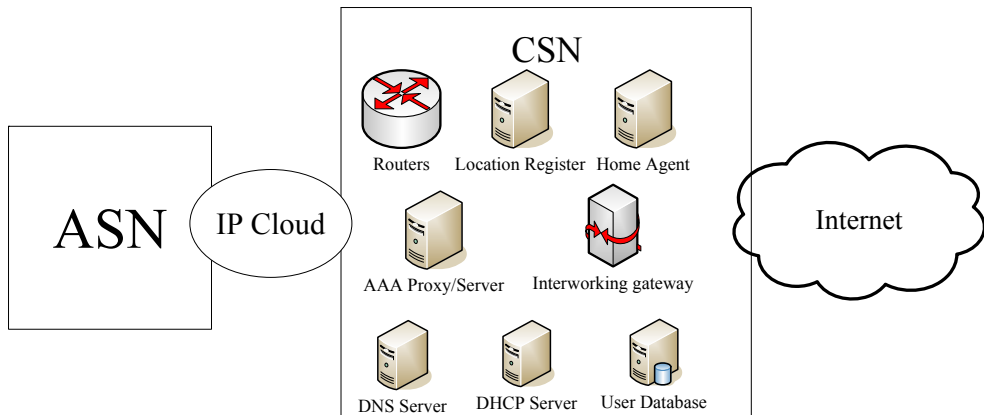 CSN
Routers
Location Register
Home Agent
ASN
IP Cloud
Internet
AAA Proxy/Server
Interworking gateway
DNS Server
DHCP Server
User Database